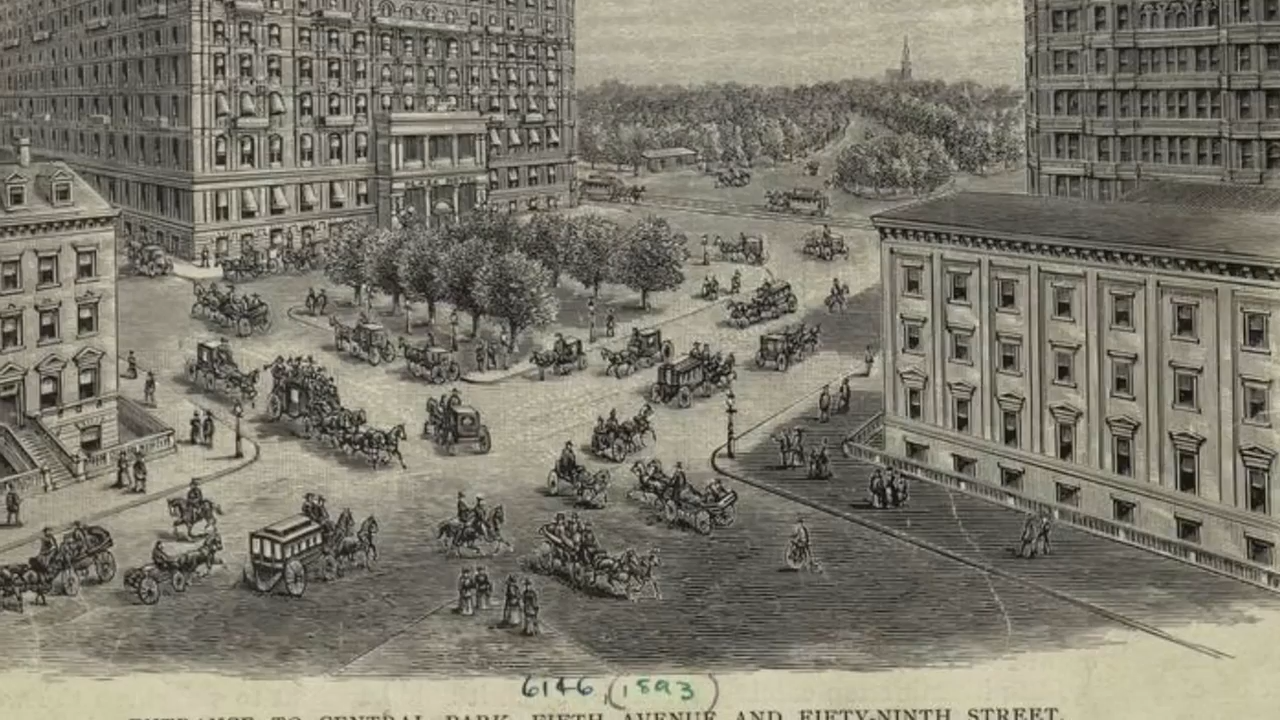 6146 (1893)
ENTRANCE TO CENTRAL PARK, FIFTH AVENUE AND FIFTY-NINTH STREET.